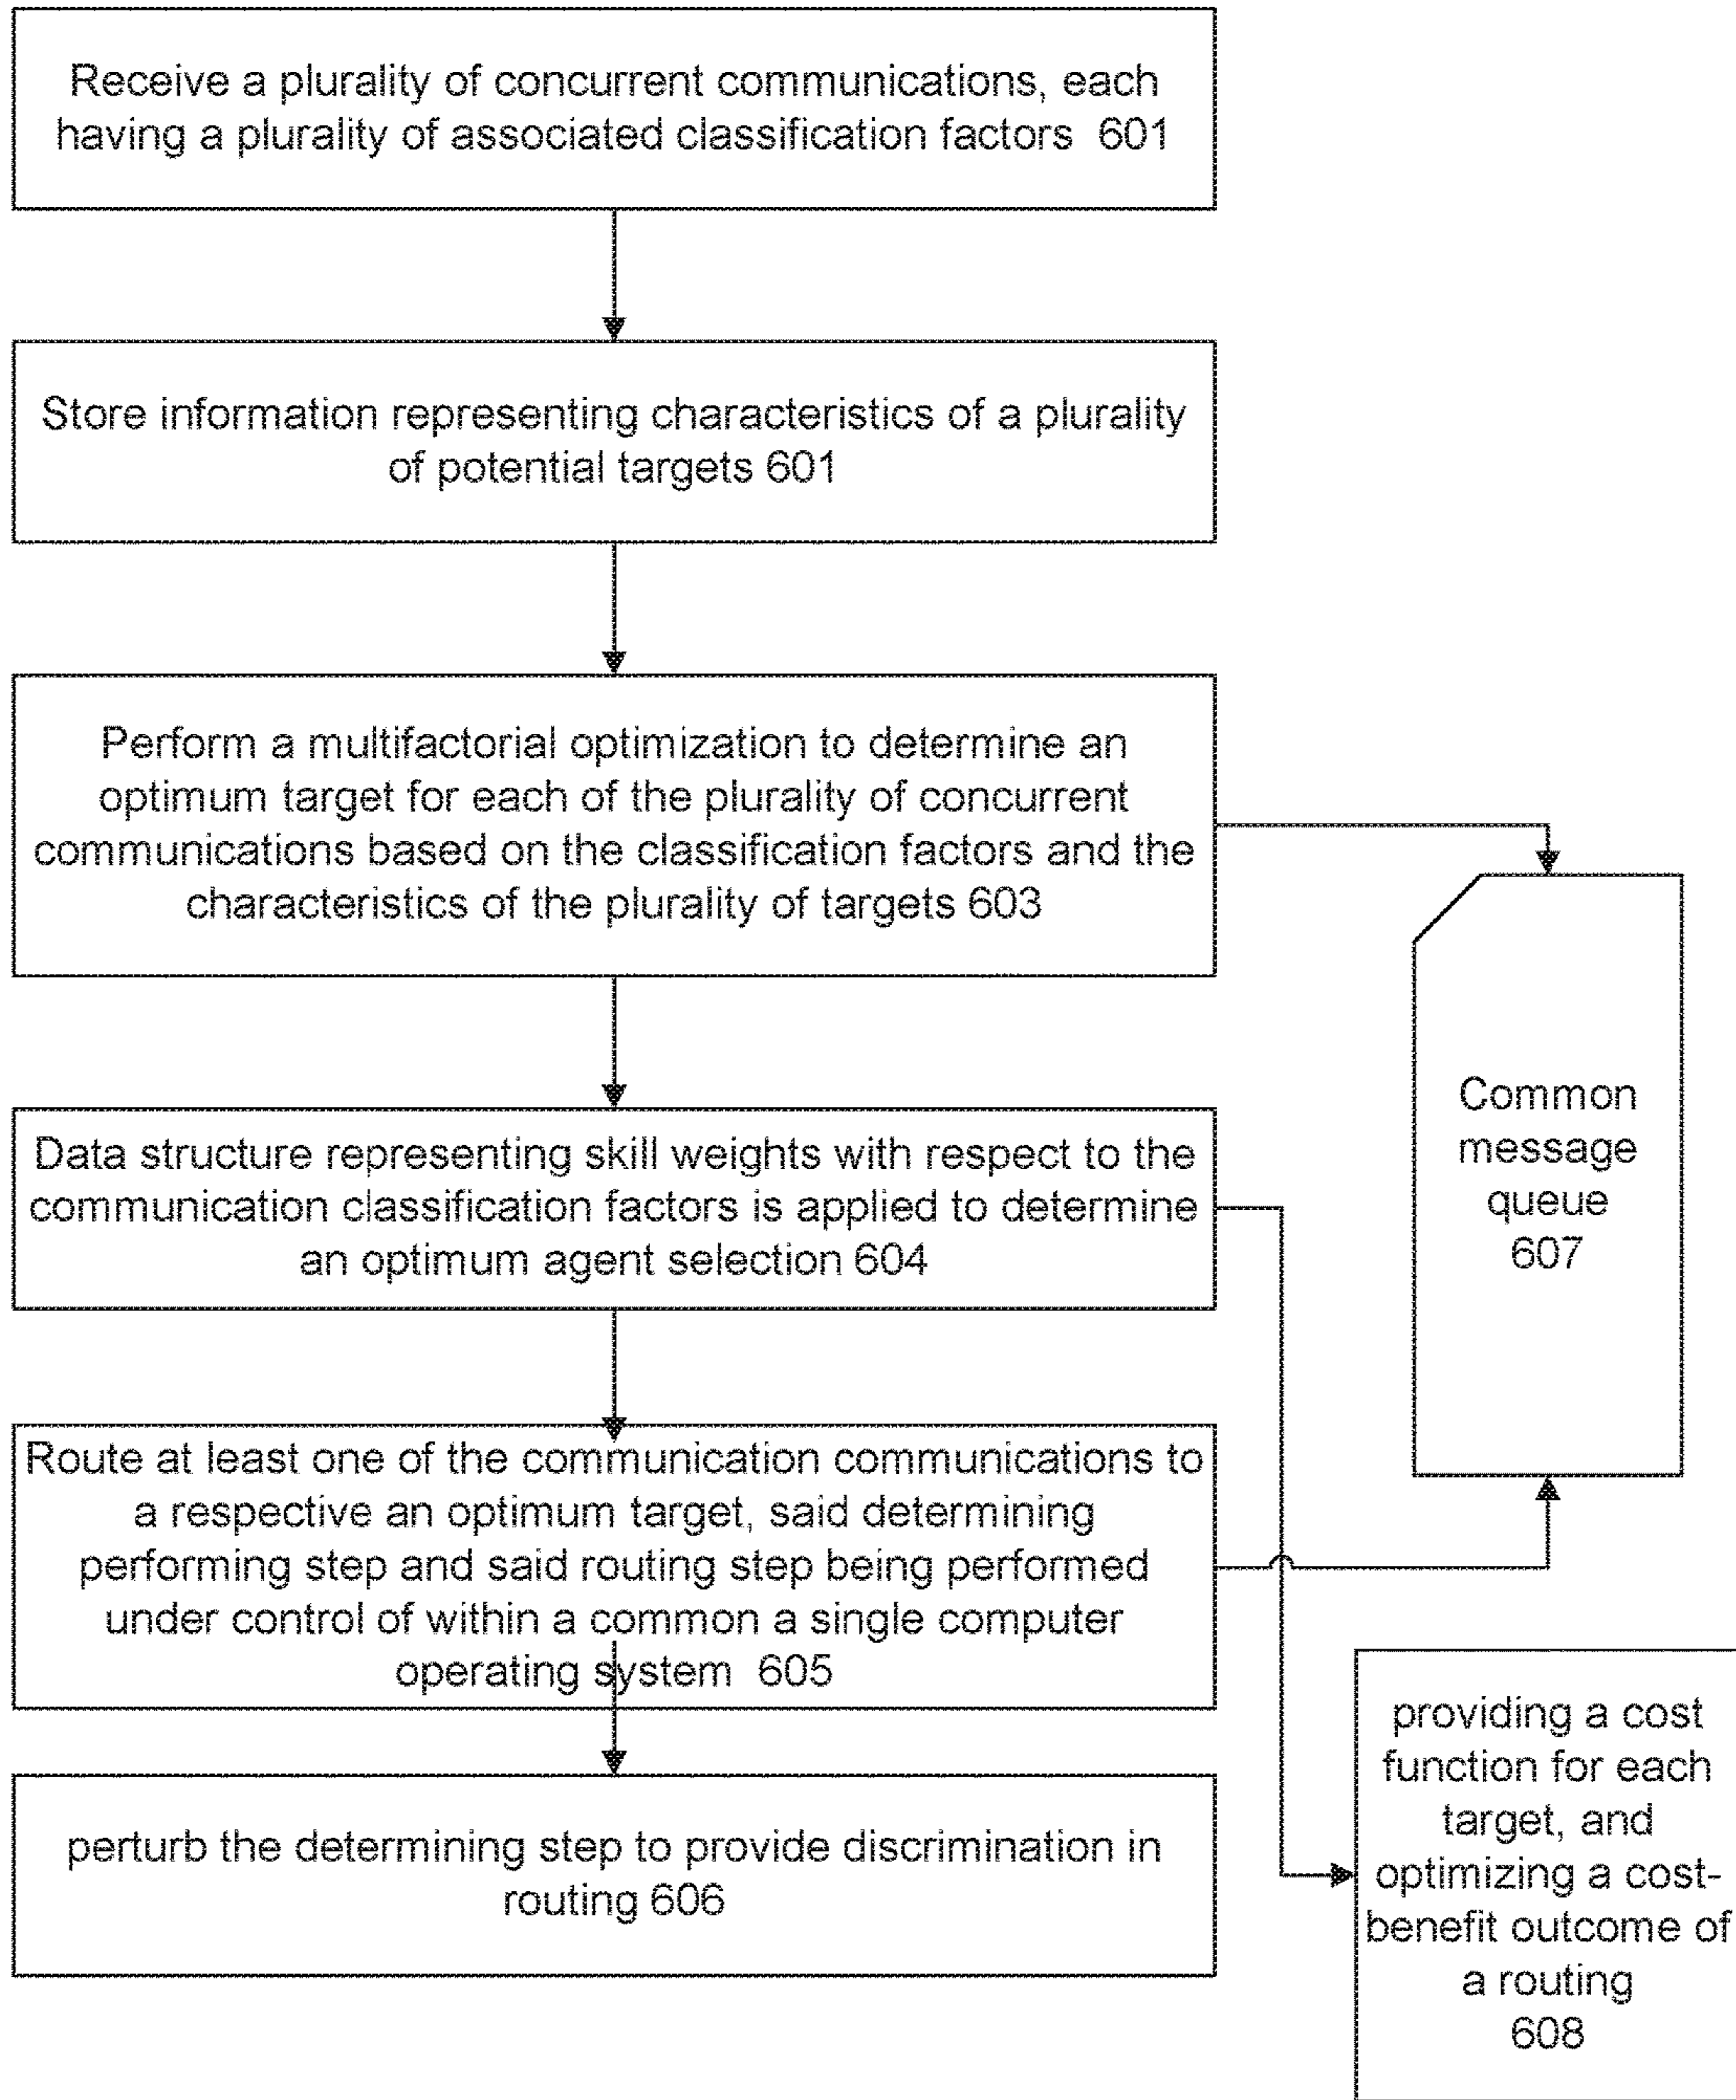 Receive a plurality of concurrent communications, each
having a plurality of associated classification factors 601
Store information representing characteristics of a plurality
of potential targets 601
Perform a multifactorial optimization to determine an
optimum target for each of the plurality of concurrent
communications based on the classification factors and the
characteristics of the plurality of targets 603
Data structure representing skill weights with respect to the
communication classification factors is applied to determine
an optimum agent selection 604
Route at least one of the communication communications to
a respective an optimum target, said determining
performing step and said routing step being performed
under control of within a common a single computer
operating system 605
perturb the determining step to provide discrimination in
routing 606
Common
message
queue
607
providing a cost
function for each
target, and
optimizing a cost-
benefit outcome of
a routing
608